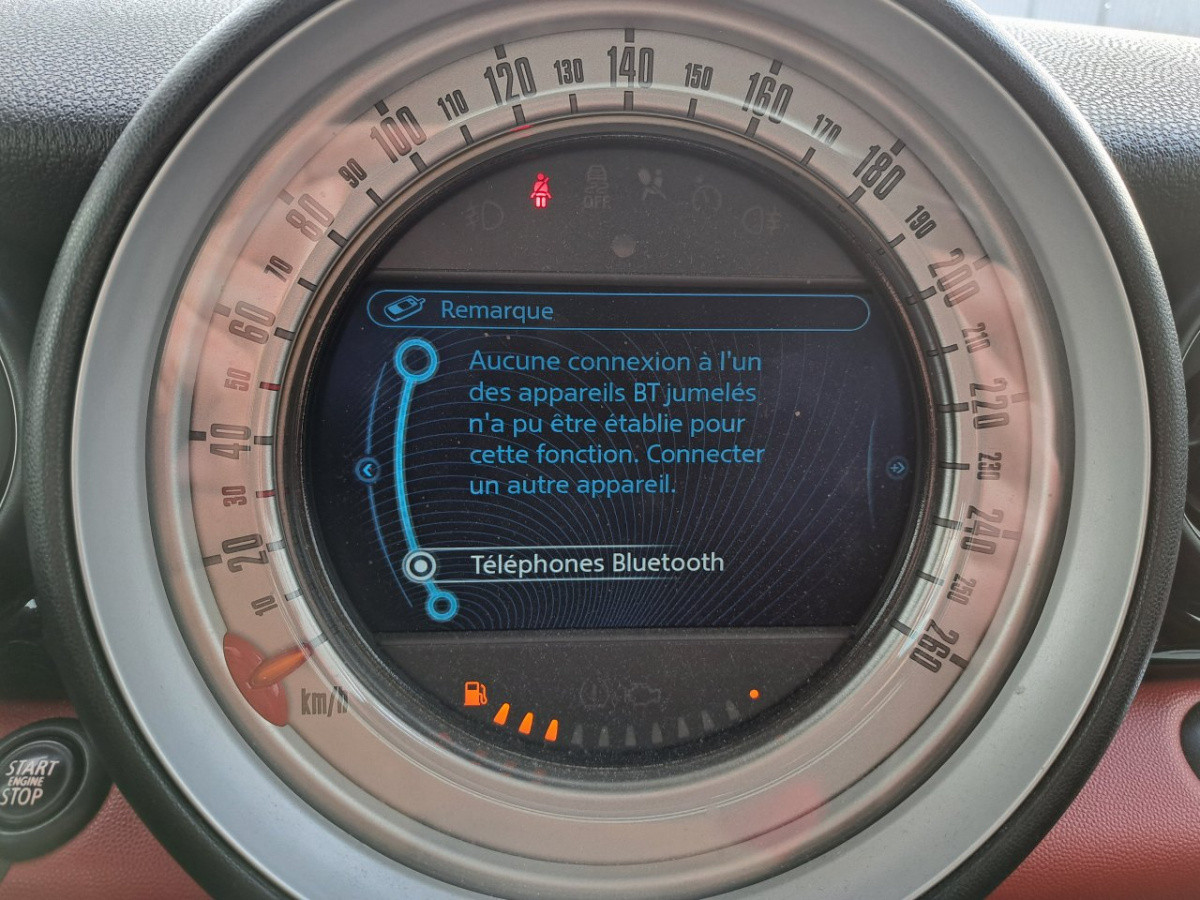 10
20
30
40
50
60
70
80
90
100
110
120
130
140
150
160
170
180
190
200
210
220
230
240
250
260
km/h
OFF
Remarque
Aucune connexion à l'un
des appareils BT jumelés
n'a pu être établie pour
cette fonction. Connecter
un autre appareil.
Téléphones Bluetooth
START
ENGINE
STOP